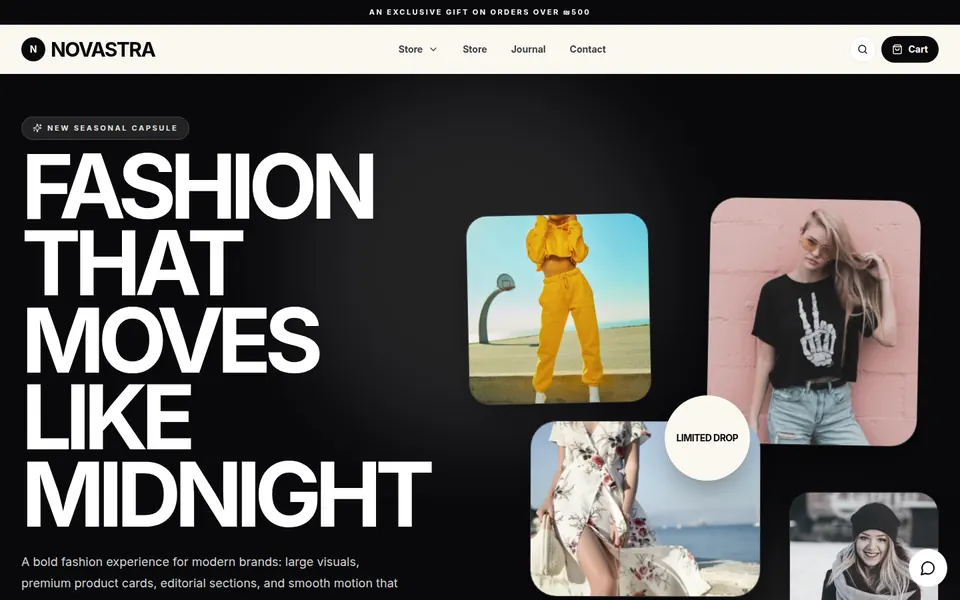 AN EXCLUSIVE GIFT ON ORDERS OVER ₪500
N NOVASTRA
Store
Store
Journal
Contact
Cart
NEW SEASONAL CAPSULE
FASHION
THAT
MOVES
LIKE
MIDNIGHT
LIMITED DROP
A bold fashion experience for modern brands: large visuals,
premium product cards, editorial sections, and smooth motion that